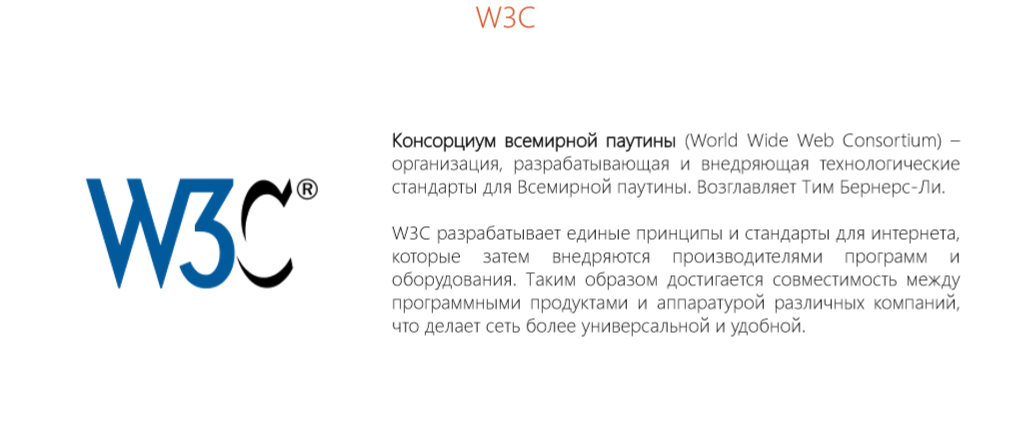 W3C
W3C®
Консорциум всемирной паутины (World Wide Web Consortium) –
организация, разрабатывающая и внедряющая технологические
стандарты для Всемирной паутины. Возглавляет Тим Бернерс-Ли.
W3C разрабатывает единые принципы и стандарты для интернета,
которые затем внедряются производителями программ и
оборудования. Таким образом достигается совместимость между
программными продуктами и аппаратурой различных компаний,
что делает сеть более универсальной и удобной.